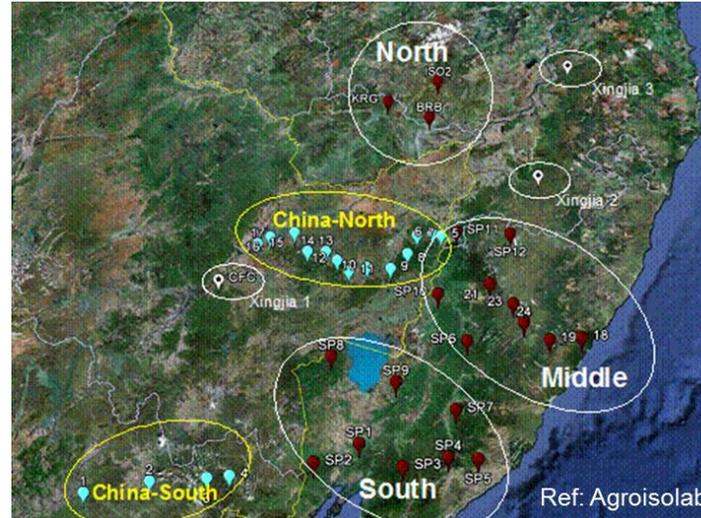 North
ISO2
KRG
BRB
Xingjia 3
Xingjia 2
China-North
17
16
15
14
13
12
10
11
9
8
6
7
5
SP11
SP12
CFC
Xingjia 1
SP10
21
23
24
SP6
19
18
Middle
SP8
SP9
SP7
SP1
SP2
SP3
SP4
SP5
South
1
2
4
China-South
Ref: Agroisolab